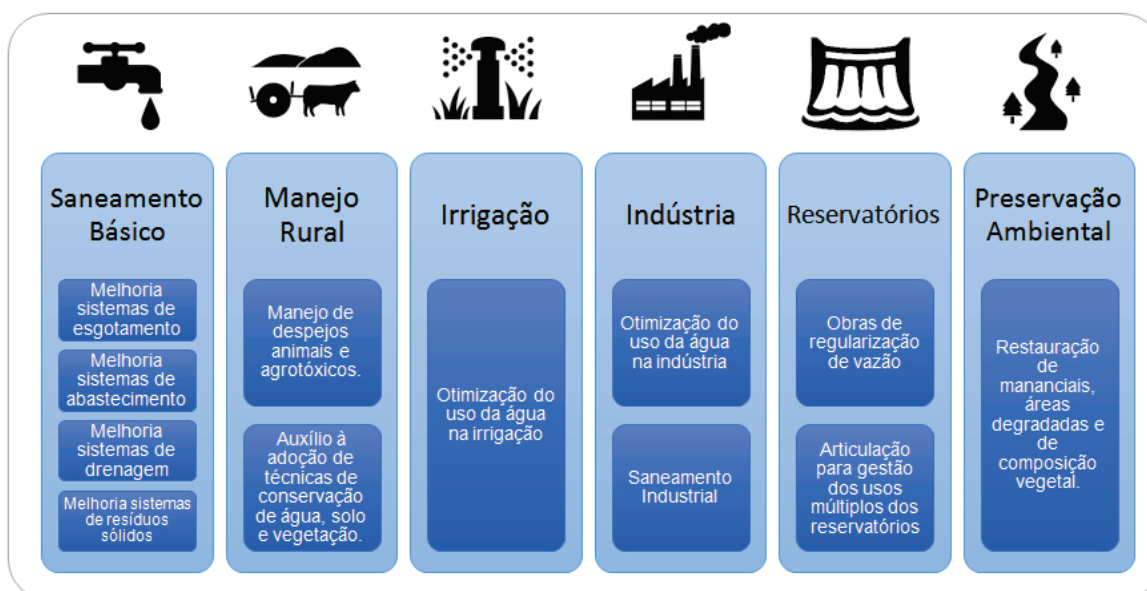 Saneamento
Básico
Melhoria
sistemas de
esgotamento
Melhoria
sistemas de
abastecimento
Melhoria
sistemas de
drenagem
Melhoria sistemas
de resíduos
sólidos
Manejo
Rural
Manejo de
despejos
animais e
agrotóxicos.
Auxílio à
adoção de
técnicas de
conservação
de água, solo
e vegetação.
Irrigação
Otimização do
uso da água
na irrigação
Indústria
Otimização do
uso da água
na indústria
Saneamento
Industrial
Reservatórios
Obras de
regularização
de vazão
Articulação
para gestão
dos usos
múltiplos dos
reservatórios
Preservação
Ambiental
Restauração
de
mananciais,
áreas
degradadas e
de
composição
vegetal.